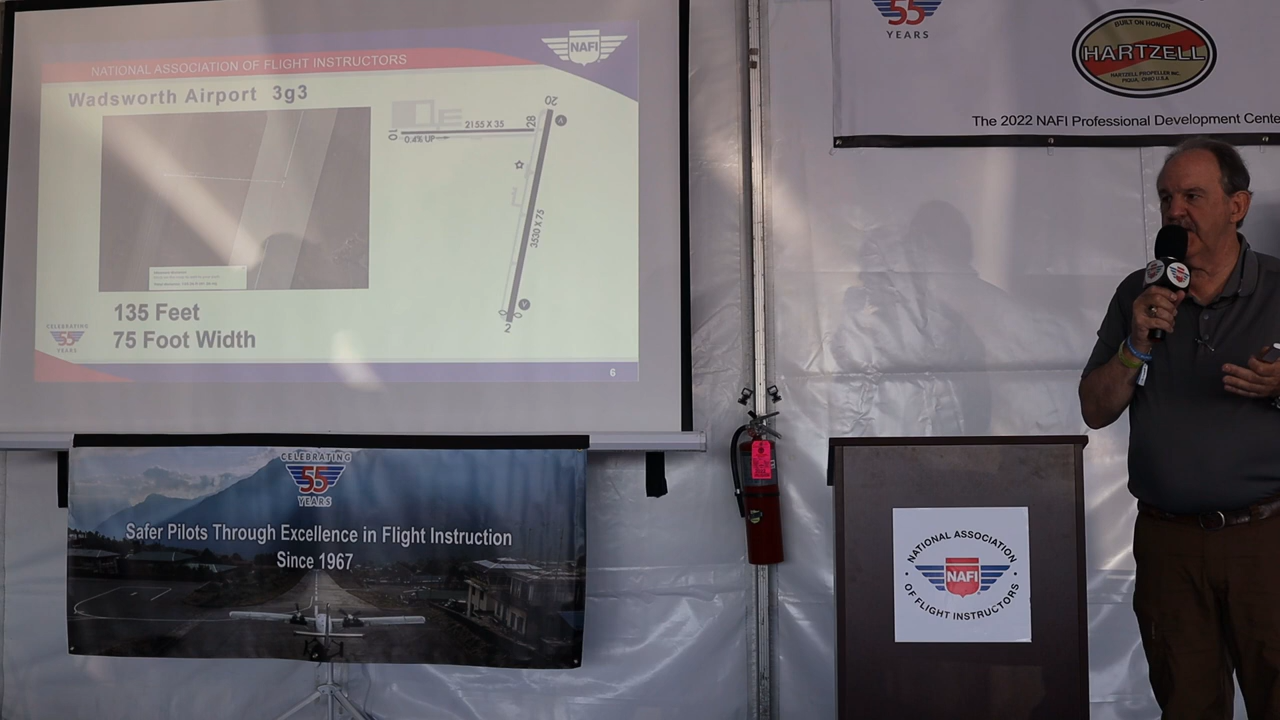 NATIONAL ASSOCIATION OF FLIGHT INSTRUCTORS
NAFI
Wadsworth Airport 3g3
20
28
10
2155 X 35
0.4% UP
3530 X 75
2
135 Feet
75 Foot Width
CELEBRATING
55
YEARS
6
55
YEARS
BUILT ON HONOR
HARTZELL
HARTZELL PROPELLER INC.
PIQUA, OHIO U.S.A
The 2022 NAFI Professional Development Cente
CELEBRATING
55
YEARS
Safer Pilots Through Excellence in Flight Instruction
Since 1967
NATIONAL ASSOCIATION
NAFI
OF FLIGHT INSTRUCTORS